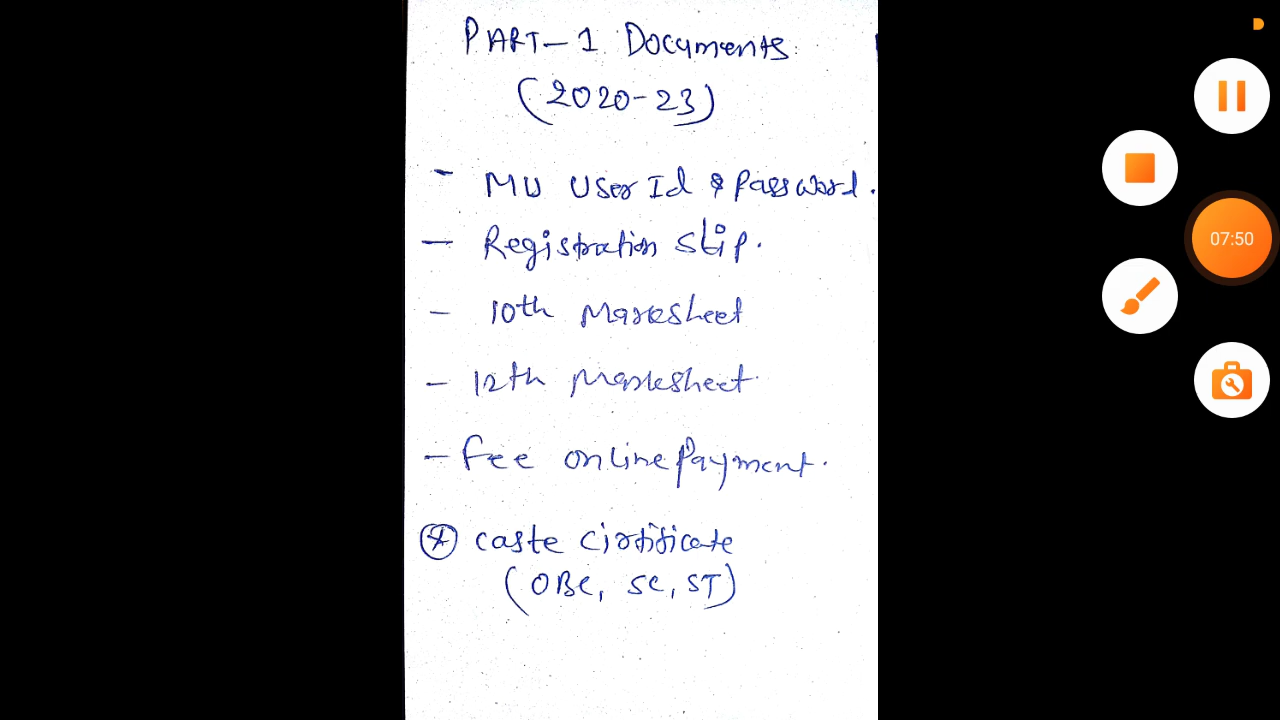 PART-1 Documents
(2020-23)
- MU User Id & Password.
- Registration Slip.
- 10th Marksheet
- 12th Marksheet
- Fee online Payment.
* Caste Cirtificate
(OBC, SC, ST)
07:50